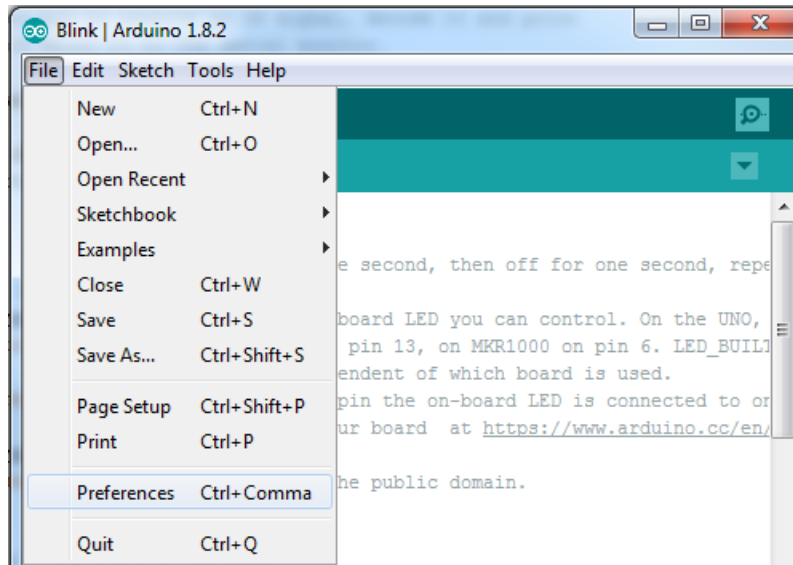 Blink | Arduino 1.8.2
File Edit Sketch Tools Help
New Ctrl+N
Open... Ctrl+O
Open Recent
Sketchbook
Examples
Close Ctrl+W
Save Ctrl+S
Save As... Ctrl+Shift+S
Page Setup Ctrl+Shift+P
Print Ctrl+P
Preferences Ctrl+Comma
Quit Ctrl+Q
e second, then off for one second, repe
board LED you can control. On the UNO,
pin 13, on MKR1000 on pin 6. LED_BUILT
endent of which board is used.
pin the on-board LED is connected to on
ur board at https://www.arduino.cc/en/
he public domain.